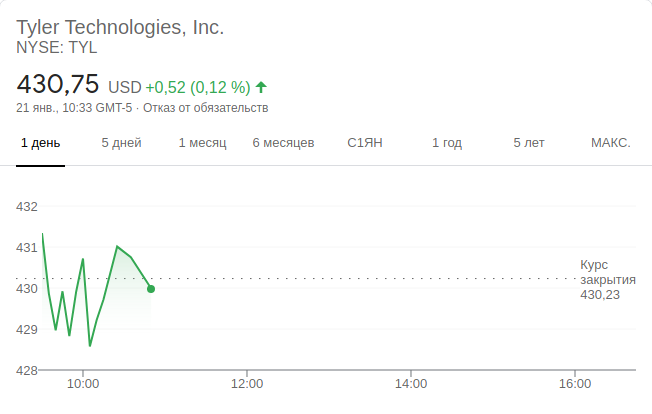 Tyler Technologies, Inc.
NYSE: TYL
430,75 USD +0,52 (0,12 %)
21 янв., 10:33 GMT-5 · Отказ от обязательств
1 день 5 дней 1 месяц 6 месяцев С1ЯН 1 год 5 лет МАКС.
432
431
Курс
закрытия
430,23
430
429
428
10:00 12:00 14:00 16:00